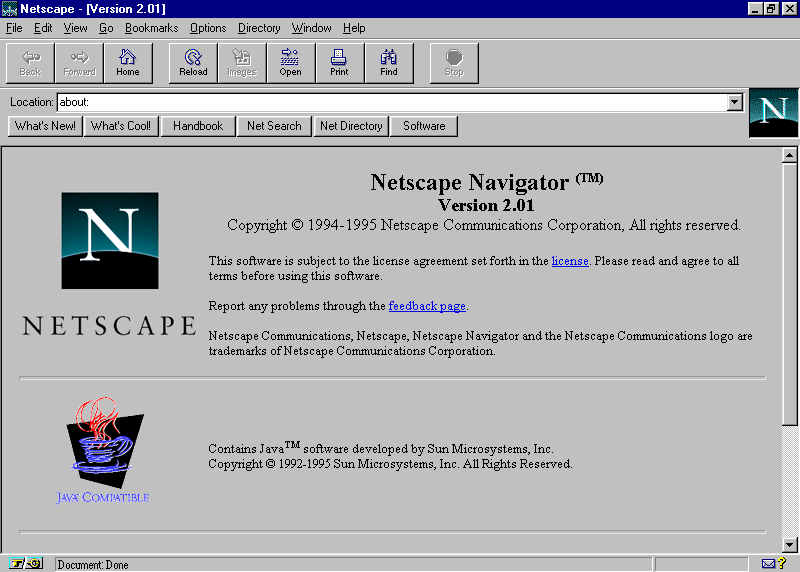 Netscape - [Version 2.01]
File Edit View Go Bookmarks Options Directory Window Help
Back Forward Home Reload Images Open Print Find Stop
Location: about:
N
What's New! What's Cool! Handbook Net Search Net Directory Software
Netscape Navigator (TM)
Version 2.01
Copyright © 1994-1995 Netscape Communications Corporation, All rights reserved.
N
NETSCAPE
This software is subject to the license agreement set forth in the license. Please read and agree to all
terms before using this software.
Report any problems through the feedback page.
Netscape Communications, Netscape, Netscape Navigator and the Netscape Communications logo are
trademarks of Netscape Communications Corporation.
JAVA COMPATIBLE
Contains Java™ software developed by Sun Microsystems, Inc.
Copyright © 1992-1995 Sun Microsystems, Inc. All Rights Reserved.
Document: Done
?